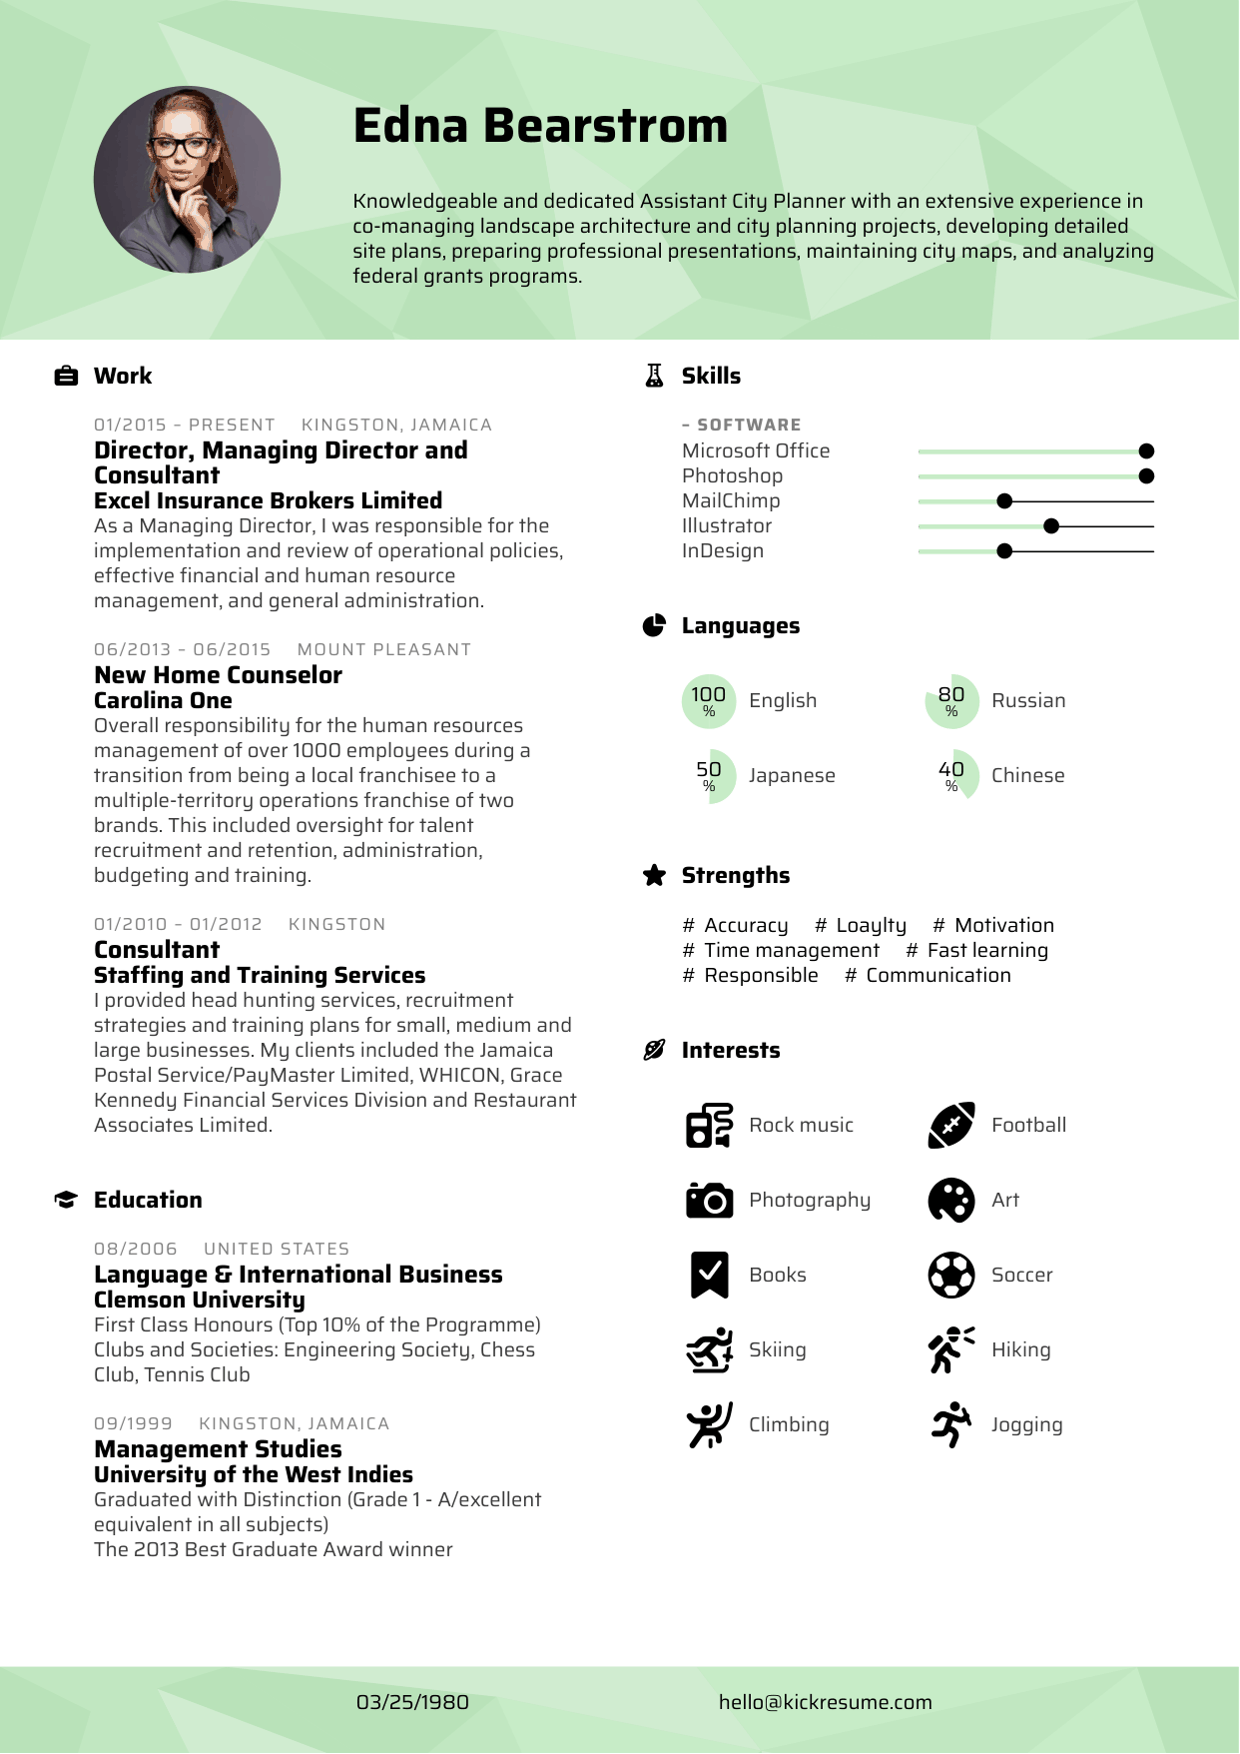 Edna Bearstrom
Knowledgeable and dedicated Assistant City Planner with an extensive experience in
co-managing landscape architecture and city planning projects, developing detailed
site plans, preparing professional presentations, maintaining city maps, and analyzing
federal grants programs.
Work
01/2015 – PRESENT KINGSTON, JAMAICA
Director, Managing Director and
Consultant
Excel Insurance Brokers Limited
As a Managing Director, I was responsible for the
implementation and review of operational policies,
effective financial and human resource
management, and general administration.
06/2013 – 06/2015 MOUNT PLEASANT
New Home Counselor
Carolina One
Overall responsibility for the human resources
management of over 1000 employees during a
transition from being a local franchisee to a
multiple-territory operations franchise of two
brands. This included oversight for talent
recruitment and retention, administration,
budgeting and training.
01/2010 – 01/2012 KINGSTON
Consultant
Staffing and Training Services
I provided head hunting services, recruitment
strategies and training plans for small, medium and
large businesses. My clients included the Jamaica
Postal Service/PayMaster Limited, WHICON, Grace
Kennedy Financial Services Division and Restaurant
Associates Limited.
Education
08/2006 UNITED STATES
Language & International Business
Clemson University
First Class Honours (Top 10% of the Programme)
Clubs and Societies: Engineering Society, Chess
Club, Tennis Club
09/1999 KINGSTON, JAMAICA
Management Studies
University of the West Indies
Graduated with Distinction (Grade 1 - A/excellent
equivalent in all subjects)
The 2013 Best Graduate Award winner
Skills
– SOFTWARE
Microsoft Office
Photoshop
MailChimp
Illustrator
InDesign
Languages
100 % English
80 % Russian
50 % Japanese
40 % Chinese
Strengths
# Accuracy # Loaylty # Motivation
# Time management # Fast learning
# Responsible # Communication
Interests
Rock music
Football
Photography
Art
Books
Soccer
Skiing
Hiking
Climbing
Jogging
03/25/1980
hello@kickresume.com